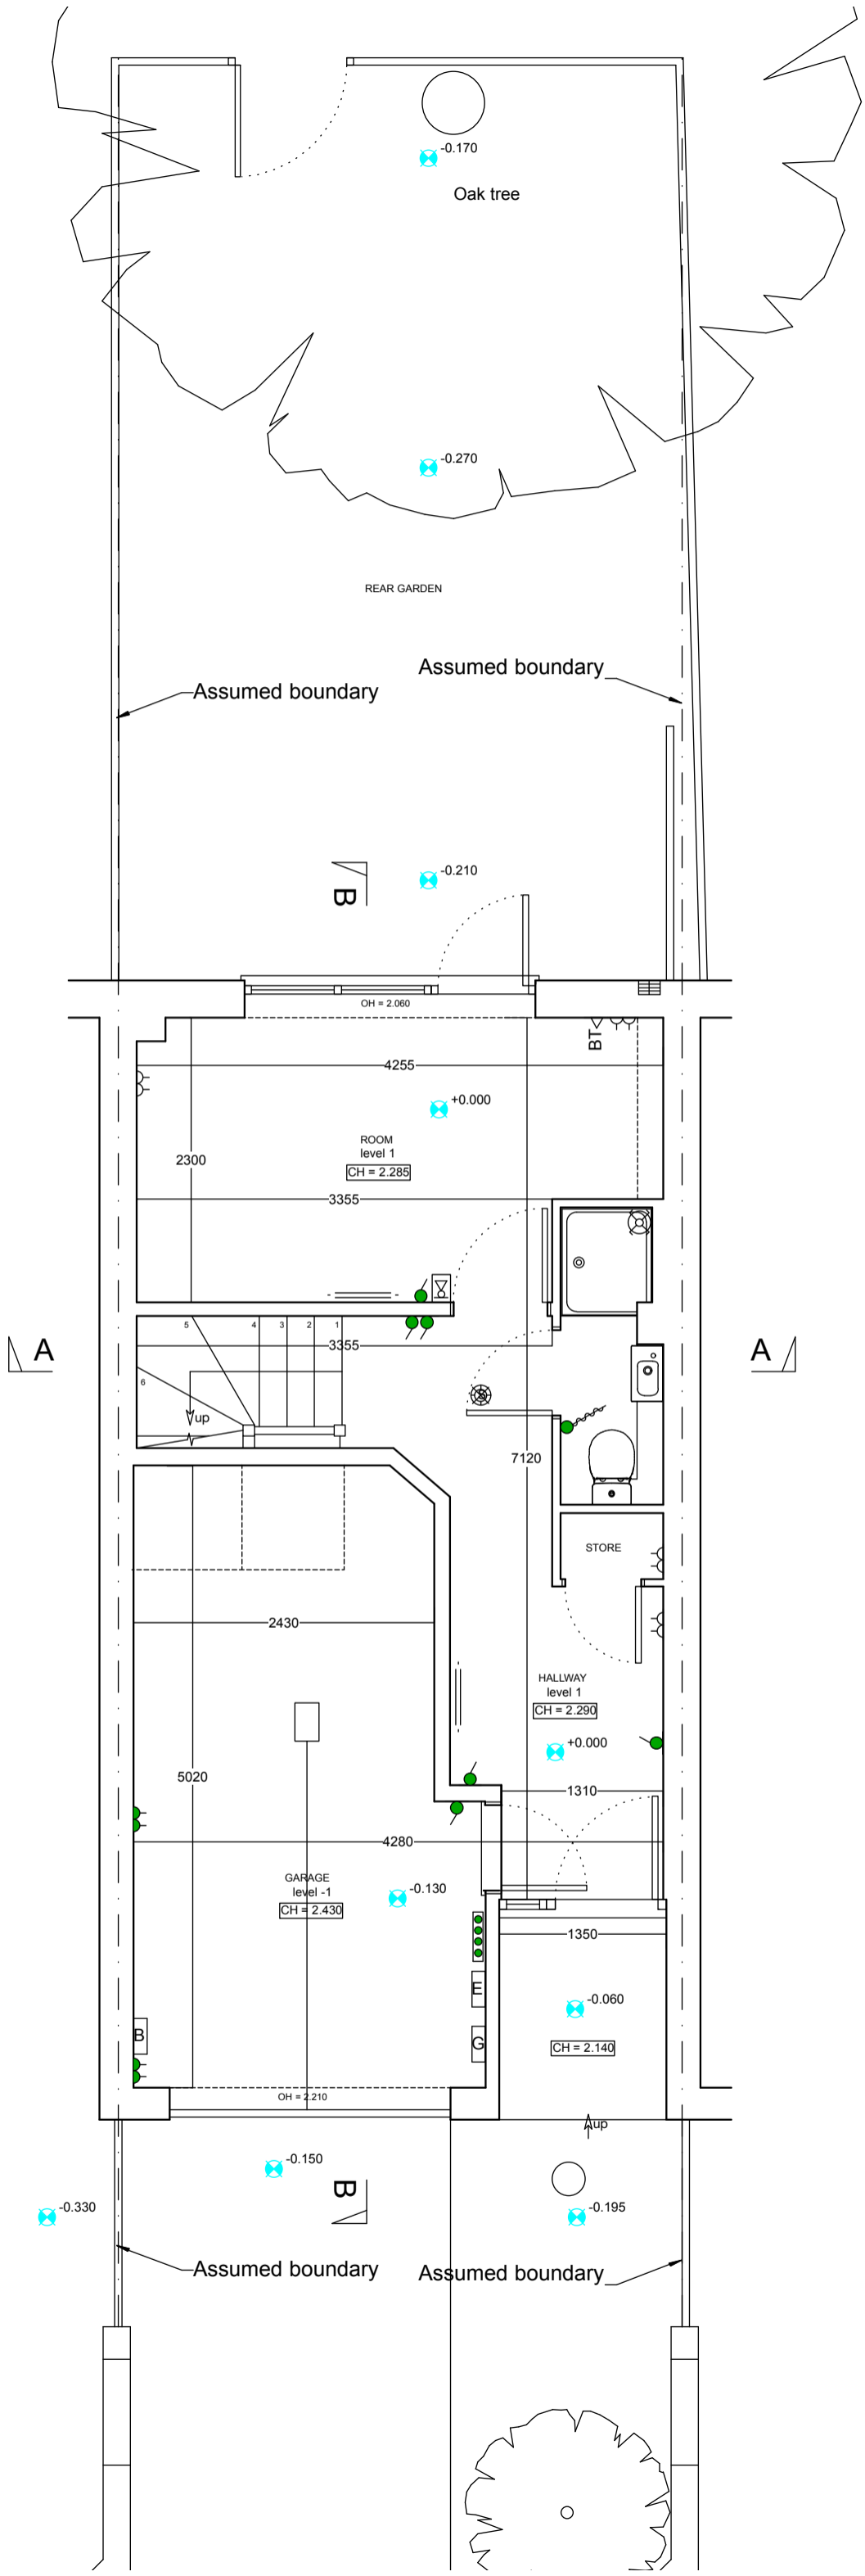 -0.170
Oak tree
-0.270
REAR GARDEN
Assumed boundary
Assumed boundary
-0.210
B
OH = 2.060
BT
4255
+0.000
ROOM
level 1
CH = 2.285
2300
3355
5
4
3
2
1
3355
A
A
6
up
7120
STORE
2430
HALLWAY
level 1
CH = 2.290
+0.000
5020
1310
4280
GARAGE
level -1
CH = 2.430
-0.130
1350
E
-0.060
G
CH = 2.140
B
OH = 2.210
up
-0.150
B
-0.330
-0.195
Assumed boundary
Assumed boundary